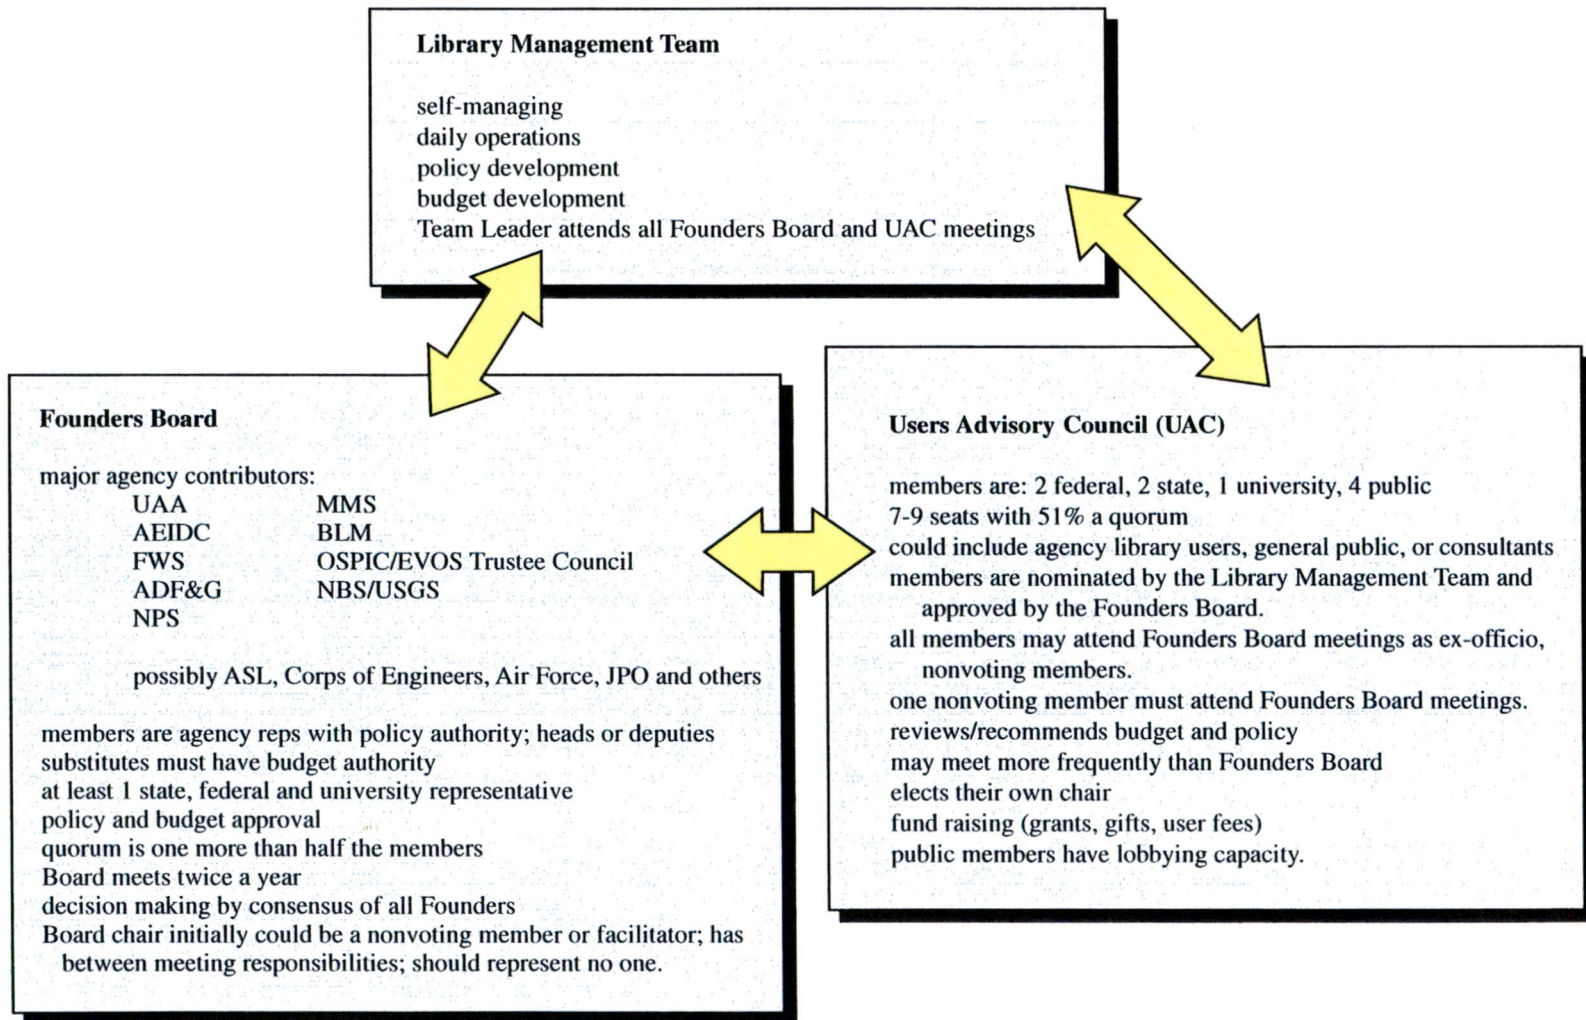 Library Management Team
self-managing
daily operations
policy development
budget development
Team Leader attends all Founders Board and UAC meetings
Founders Board
major agency contributors:
UAA MMS
AEIDC BLM
FWS OSPIC/EVOS Trustee Council
ADF&G NBS/USGS
NPS
possibly ASL, Corps of Engineers, Air Force, JPO and others
members are agency reps with policy authority; heads or deputies
substitutes must have budget authority
at least 1 state, federal and university representative
policy and budget approval
quorum is one more than half the members
Board meets twice a year
decision making by consensus of all Founders
Board chair initially could be a nonvoting member or facilitator; has
between meeting responsibilities; should represent no one.
Users Advisory Council (UAC)
members are: 2 federal, 2 state, 1 university, 4 public
7-9 seats with 51% a quorum
could include agency library users, general public, or consultants
members are nominated by the Library Management Team and
approved by the Founders Board.
all members may attend Founders Board meetings as ex-officio,
nonvoting members.
one nonvoting member must attend Founders Board meetings.
reviews/recommends budget and policy
may meet more frequently than Founders Board
elects their own chair
fund raising (grants, gifts, user fees)
public members have lobbying capacity.